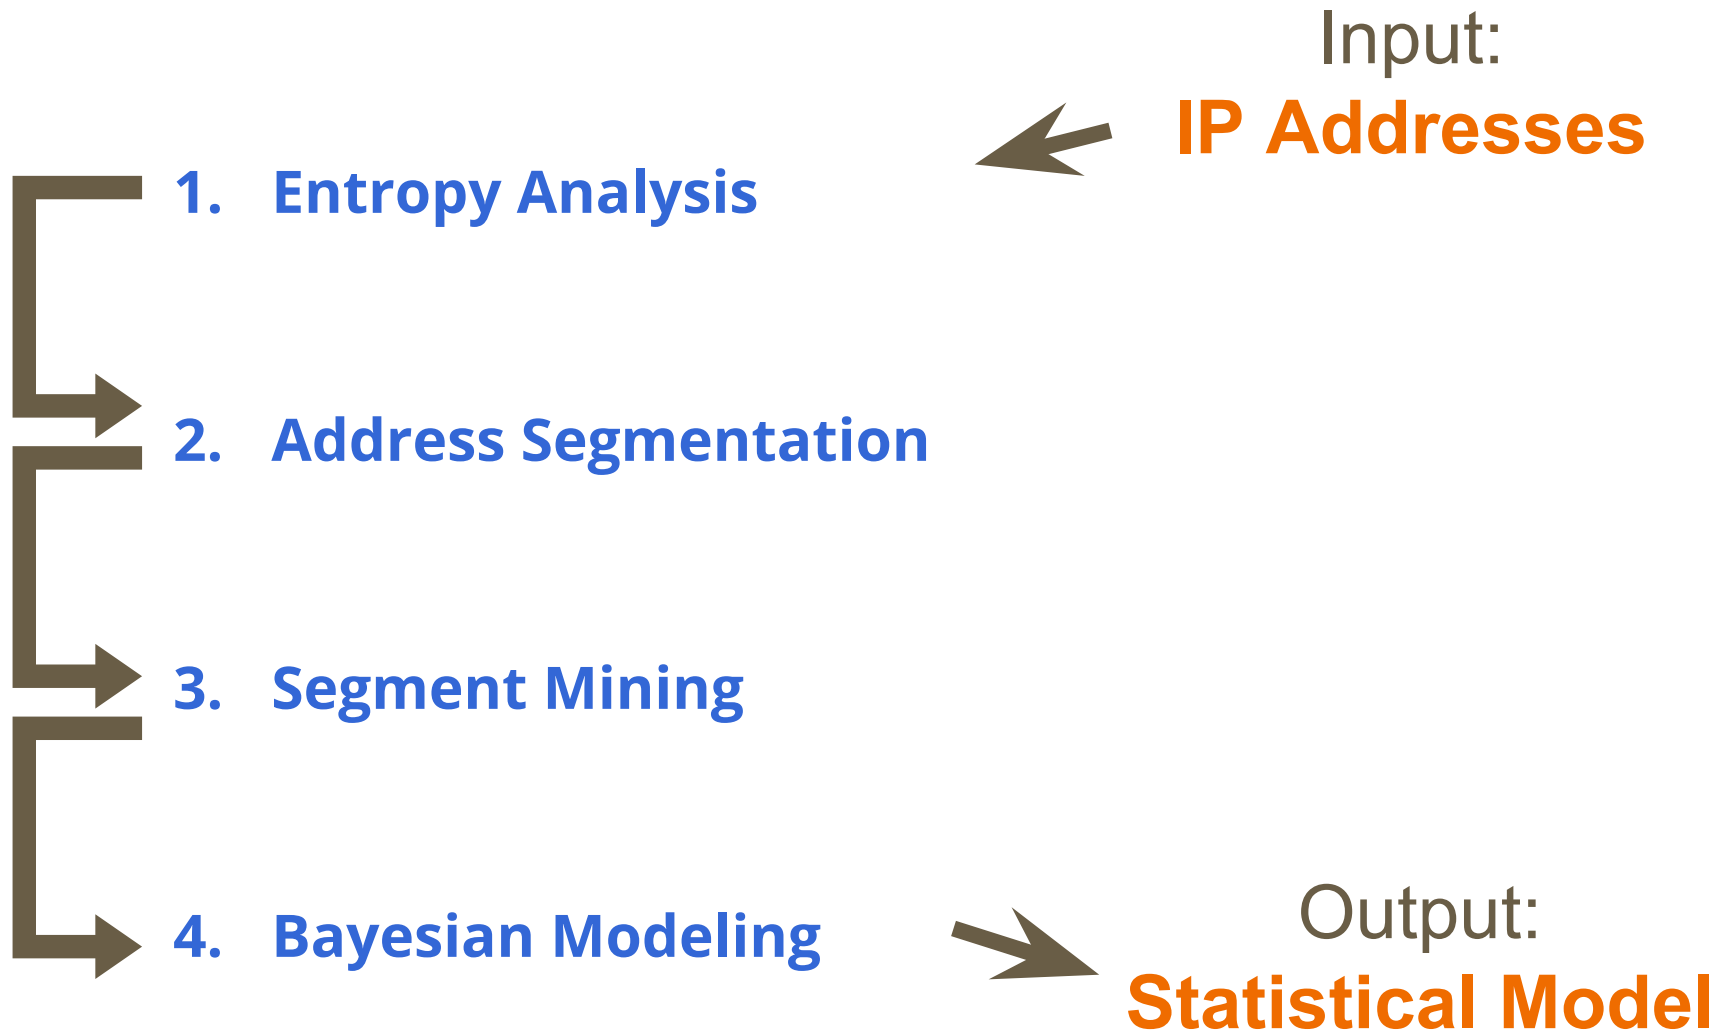 Input:
IP Addresses
1. Entropy Analysis
2. Address Segmentation
3. Segment Mining
4. Bayesian Modeling
Output:
Statistical Model